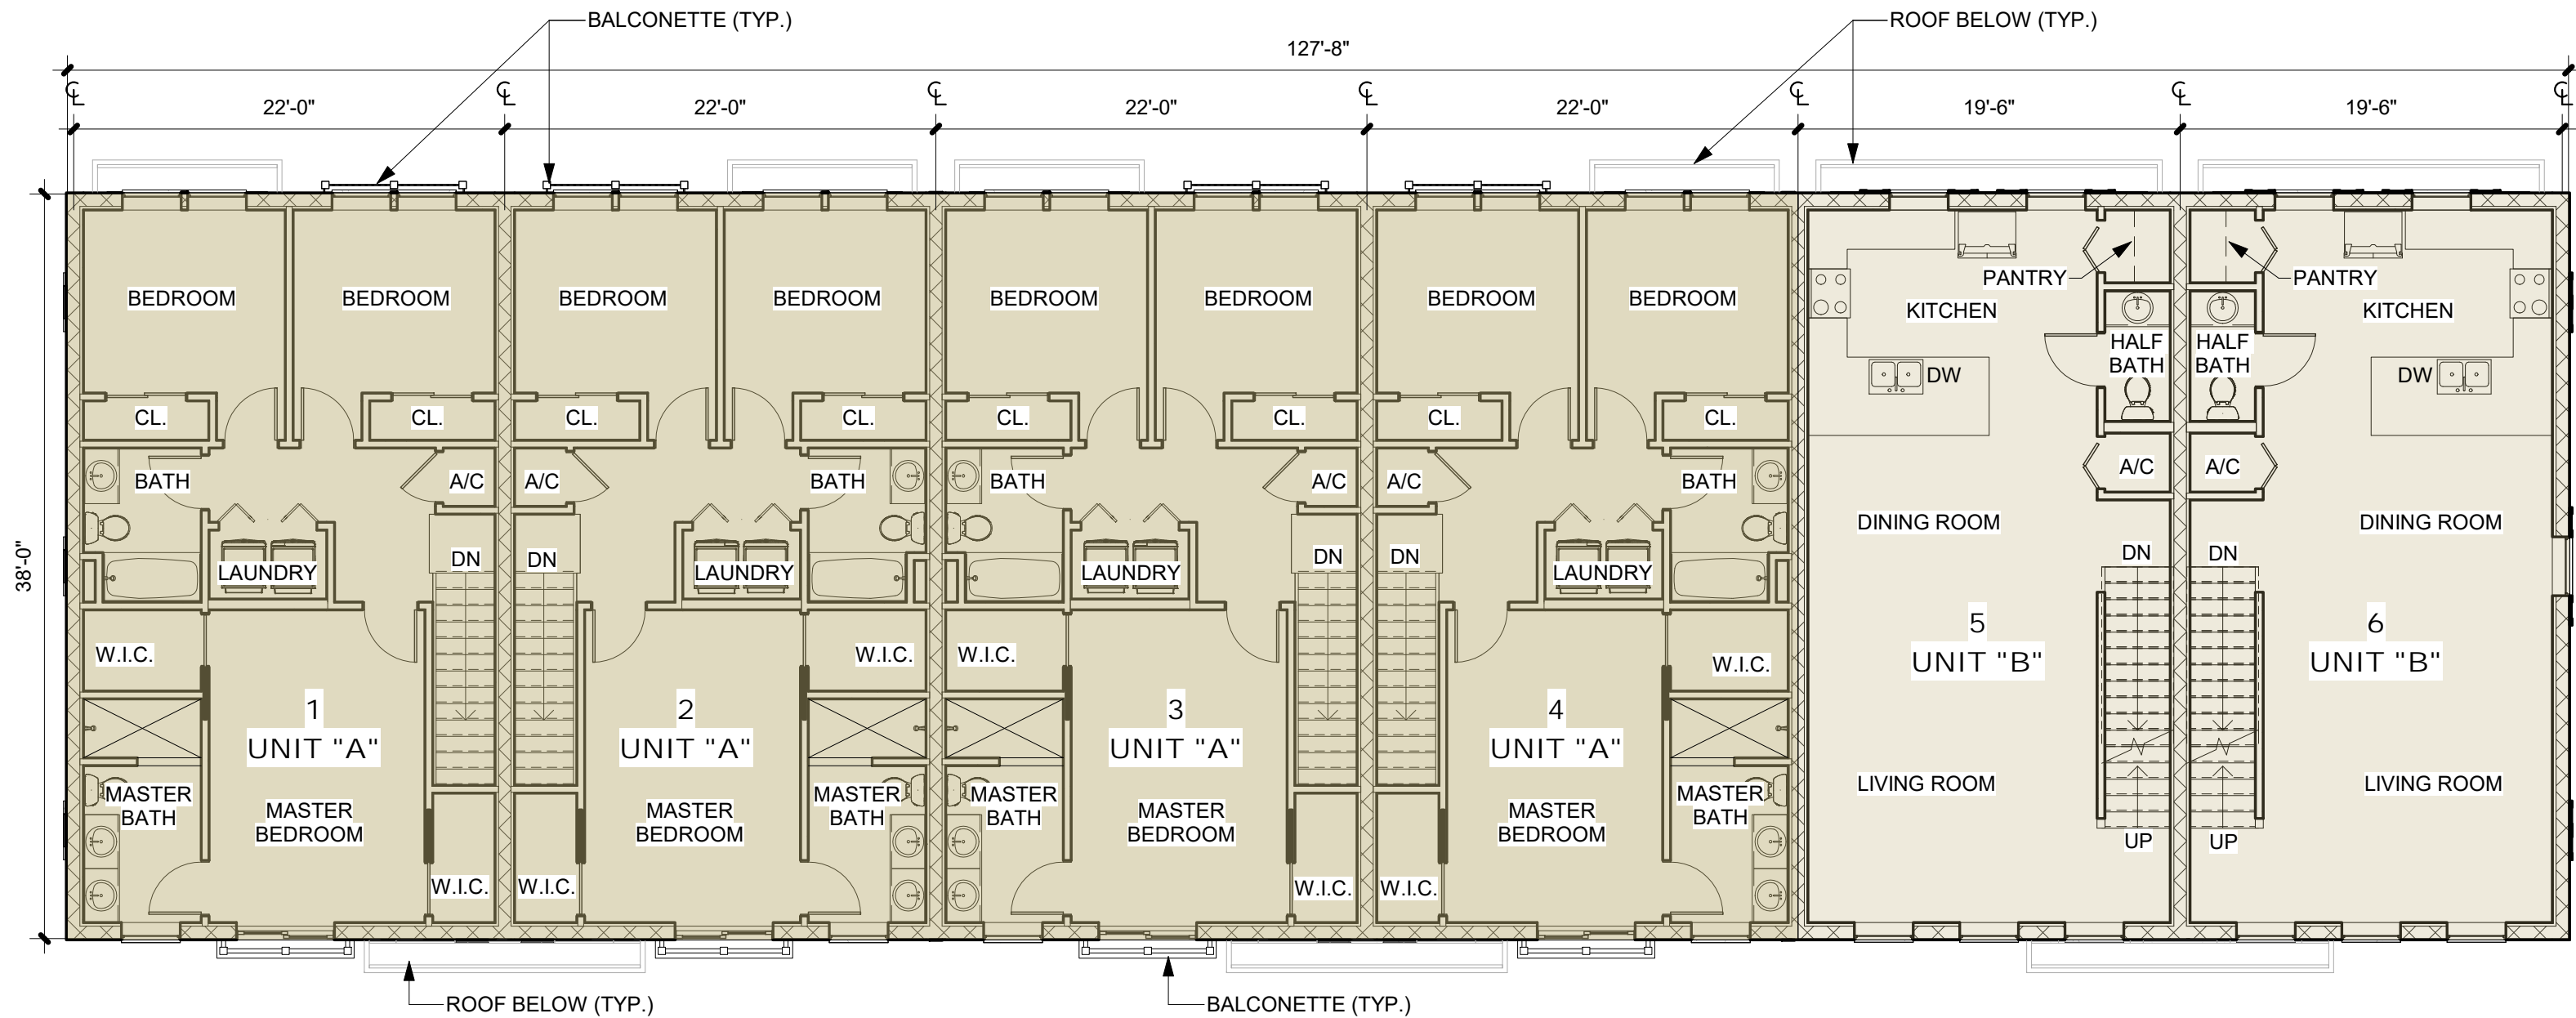 BALCONETTE (TYP.)
ROOF BELOW (TYP.)
127'-8"
℄ ℄ ℄ ℄ ℄ ℄ ℄
22'-0" 22'-0" 22'-0" 22'-0" 19'-6" 19'-6"
38'-0"
BEDROOM BEDROOM BEDROOM BEDROOM BEDROOM BEDROOM BEDROOM BEDROOM
PANTRY PANTRY
KITCHEN KITCHEN
HALF HALF
BATH BATH
DW DW
CL. CL. CL. CL. CL. CL. CL. CL.
BATH A/C A/C BATH BATH A/C A/C BATH A/C A/C
DINING ROOM DINING ROOM
DN DN DN DN DN DN
LAUNDRY LAUNDRY LAUNDRY LAUNDRY
W.I.C. W.I.C. W.I.C. W.I.C.
5 6
UNIT "B" UNIT "B"
1 2 3 4
UNIT "A" UNIT "A" UNIT "A" UNIT "A"
LIVING ROOM LIVING ROOM
MASTER MASTER MASTER MASTER
BATH BATH BATH BATH
MASTER MASTER MASTER MASTER
BEDROOM BEDROOM BEDROOM BEDROOM
UP UP
W.I.C. W.I.C. W.I.C. W.I.C.
ROOF BELOW (TYP.)
BALCONETTE (TYP.)